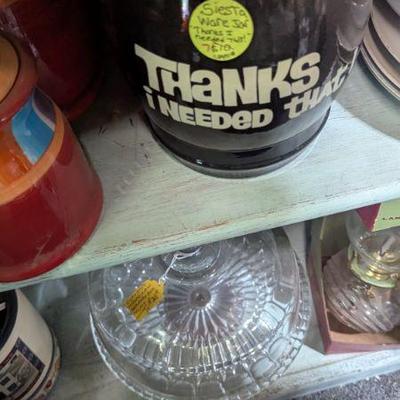 Siesta
Ware Jar
"Thanks I
needed that!"
THANKS
i NEEDED that